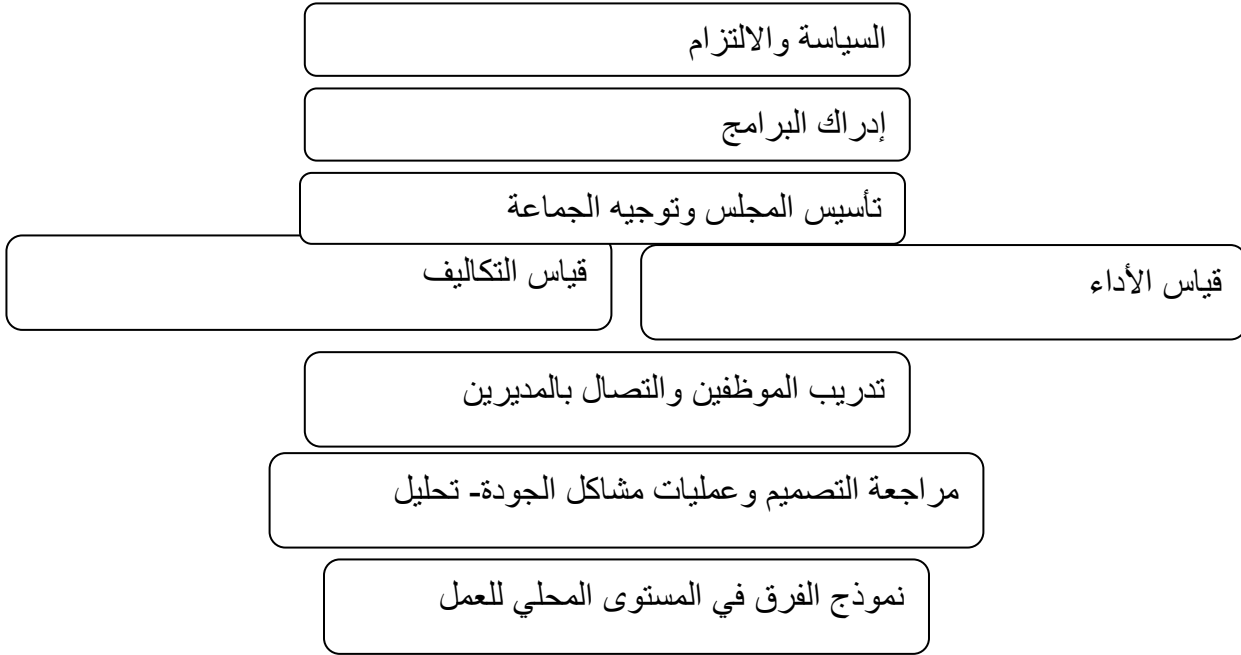 السياسة والالتزام
إدراك البرامج
تأسيس المجلس وتوجيه الجماعة
قياس الأداء
قياس التكاليف
تدريب الموظفين والتصال بالمديرين
مراجعة التصميم وعمليات مشاكل الجودة- تحليل
نموذج الفرق في المستوى المحلي للعمل